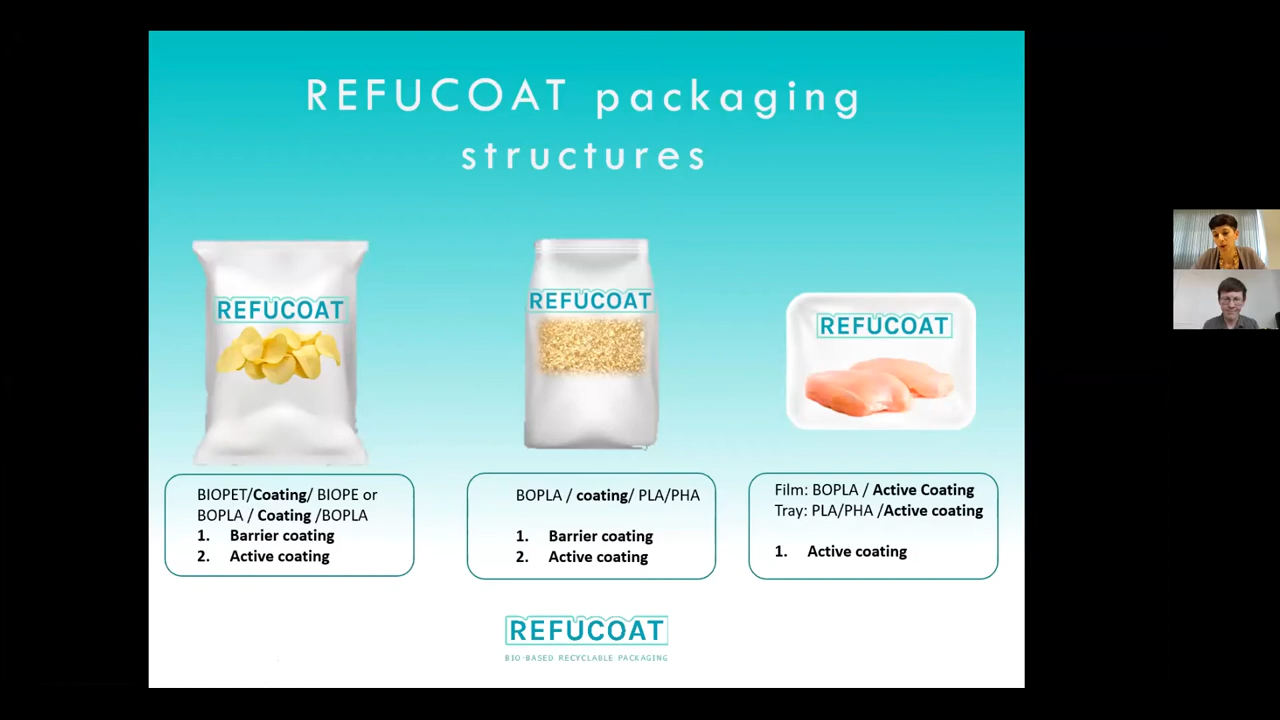 REFUCOAT packaging
structures
REFUCOAT
REFUCOAT
REFUCOAT
BIOPET/Coating/ BIOPE or
BOPLA / Coating /BOPLA
1. Barrier coating
2. Active coating
BOPLA / coating/ PLA/PHA
1. Barrier coating
2. Active coating
Film: BOPLA / Active Coating
Tray: PLA/PHA /Active coating
1. Active coating
REFUCOAT
BIO-BASED RECYCLABLE PACKAGING